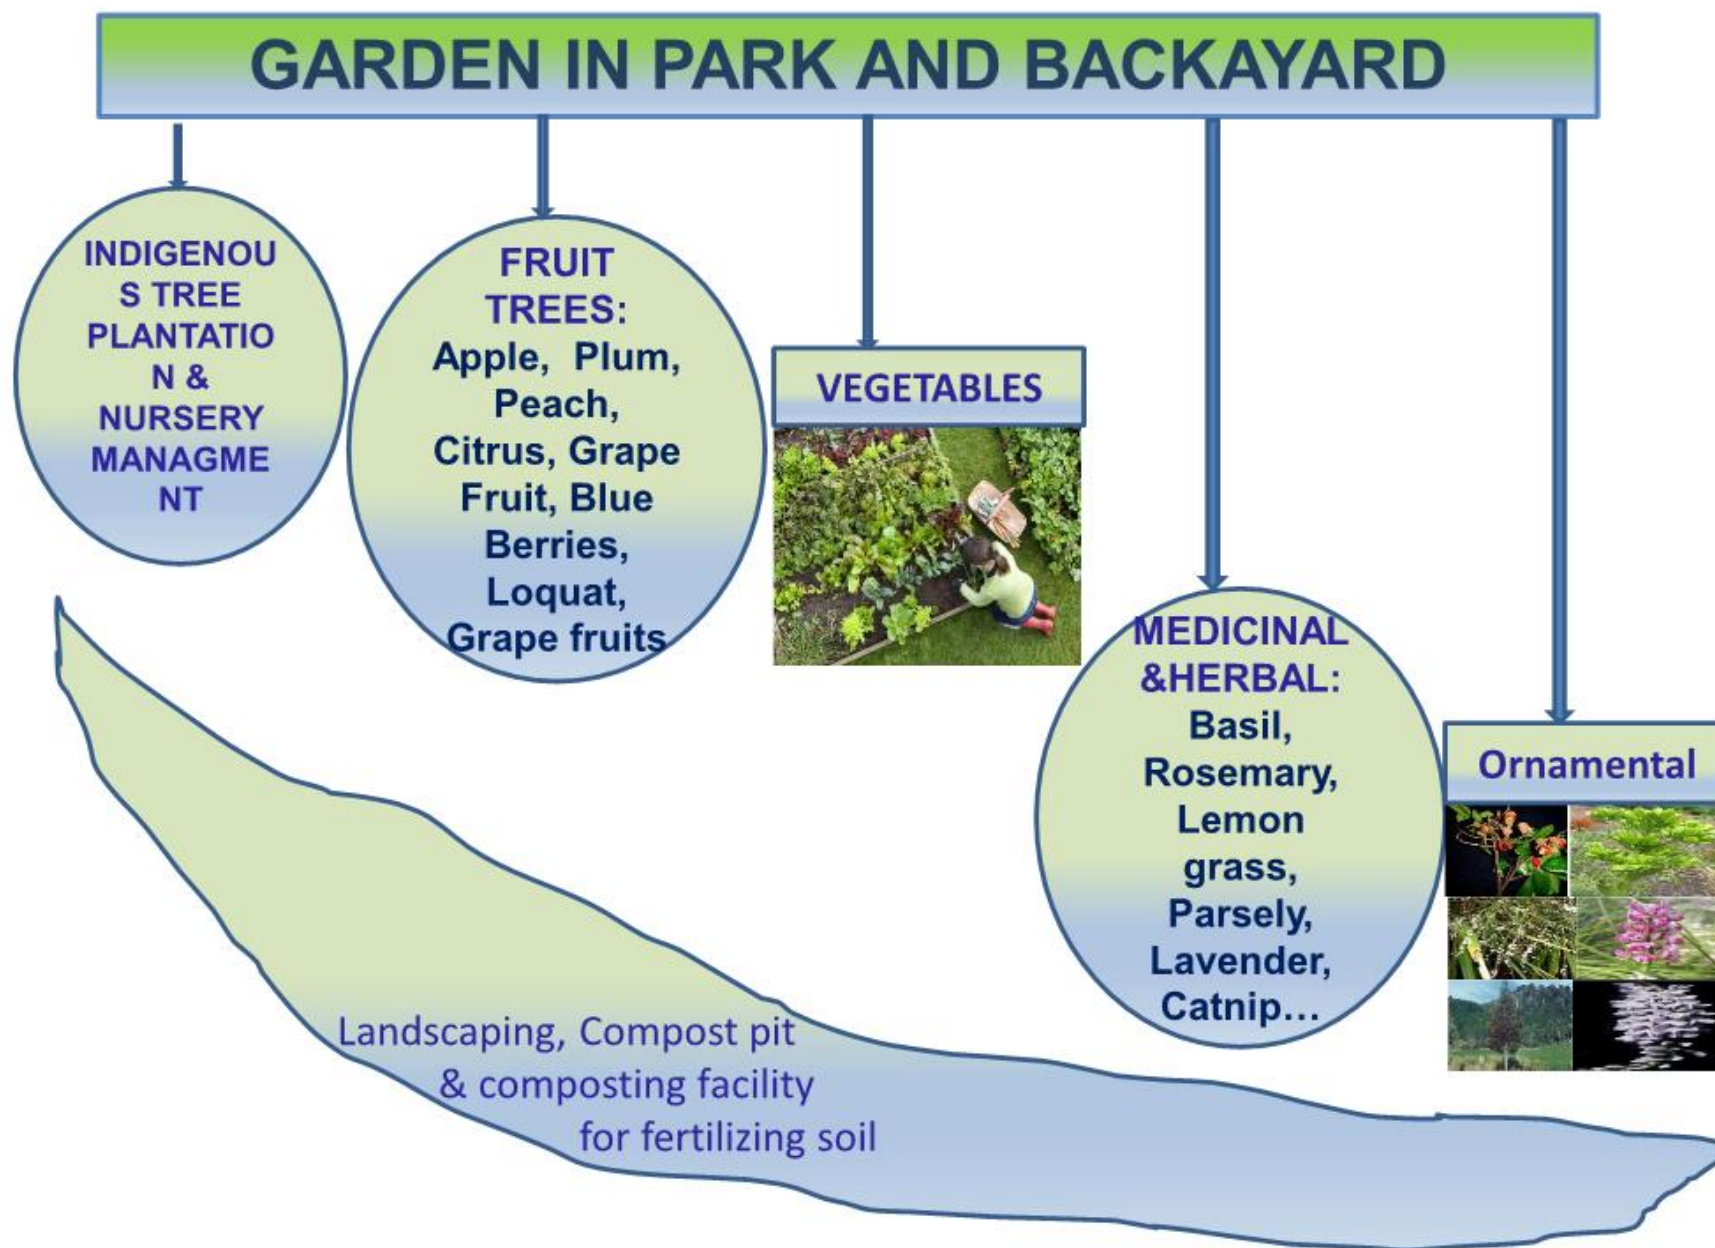 GARDEN IN PARK AND BACKAYARD
INDIGENOU
S TREE
PLANTATIO
N &
NURSERY
MANAGME
NT
FRUIT
TREES:
Apple, Plum,
Peach,
Citrus, Grape
Fruit, Blue
Berries,
Loquat,
Grape fruits
VEGETABLES
MEDICINAL
&HERBAL:
Basil,
Rosemary,
Lemon
grass,
Parsely,
Lavender,
Catnip...
Ornamental
Landscaping, Compost pit
& composting facility
for fertilizing soil